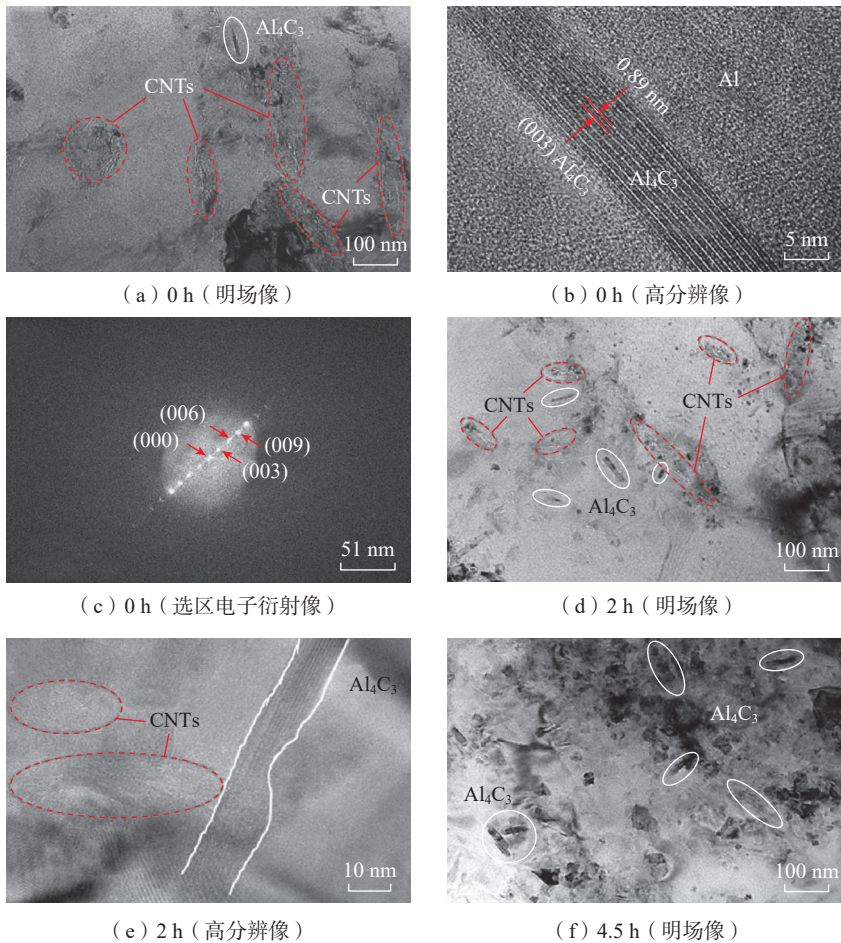 Al₄C₃
CNTs
CNTs
100 nm
（a）0 h（明场像）
0.89 nm
Al
(003) Al₄C₃
Al₄C₃
5 nm
（b）0 h（高分辨像）
(006)
(000)
(009)
(003)
51 nm
（c）0 h（选区电子衍射像）
CNTs
CNTs
Al₄C₃
100 nm
（d）2 h（明场像）
Al₄C₃
CNTs
10 nm
（e）2 h（高分辨像）
Al₄C₃
Al₄C₃
100 nm
（f）4.5 h（明场像）